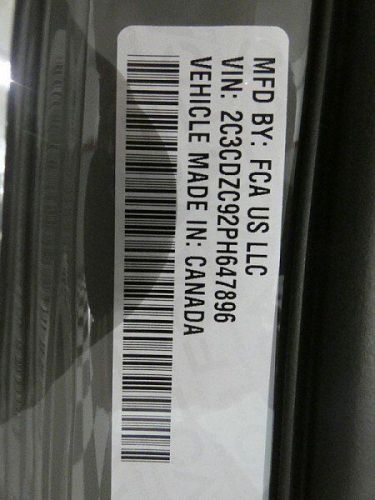 MFD BY: FCA US LLC
VIN: 2C3CDZC92PH647896
VEHICLE MADE IN: CANADA